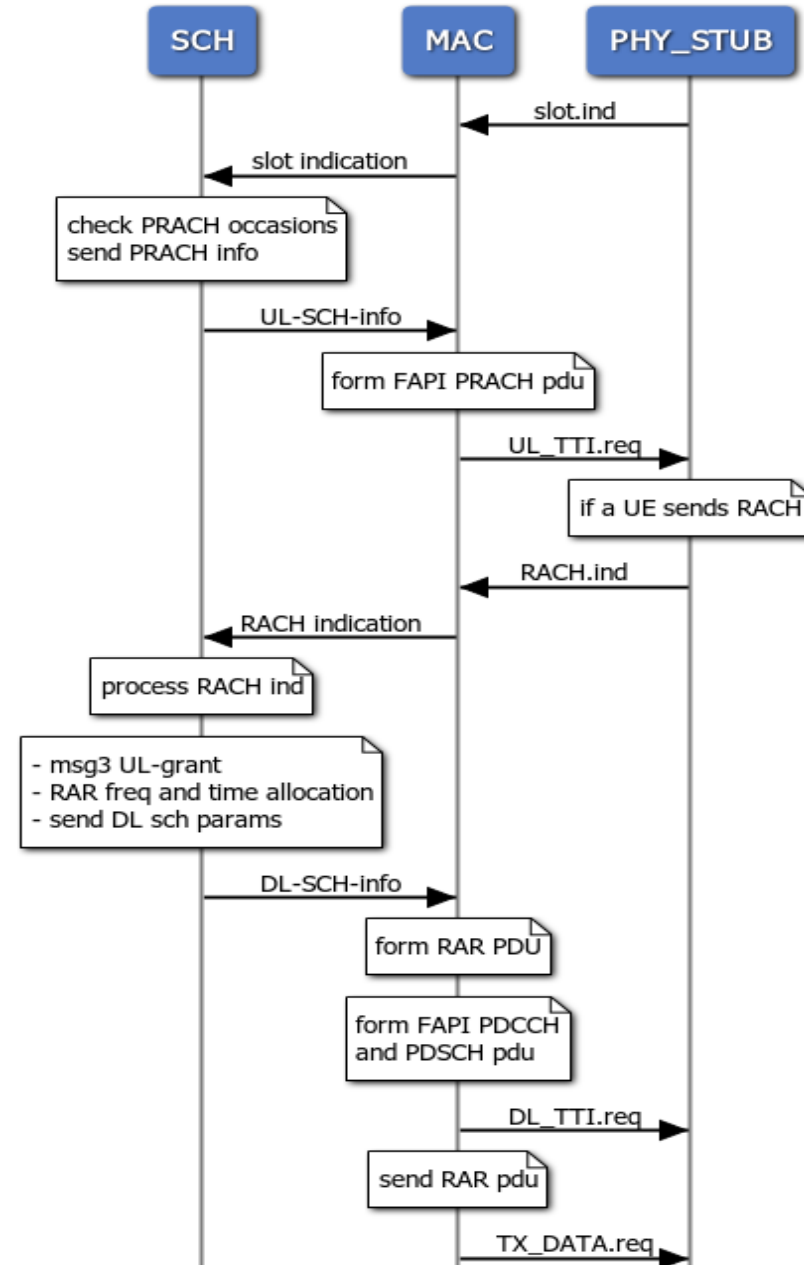 SCH
MAC
PHY_STUB
slot.ind
slot indication
check PRACH occasions
send PRACH info
UL-SCH-info
form FAPI PRACH pdu
UL_TTI.req
if a UE sends RACH
RACH.ind
RACH indication
process RACH ind
- msg3 UL-grant
- RAR freq and time allocation
- send DL sch params
DL-SCH-info
form RAR PDU
form FAPI PDCCH
and PDSCH pdu
DL_TTI.req
send RAR pdu
TX_DATA.req